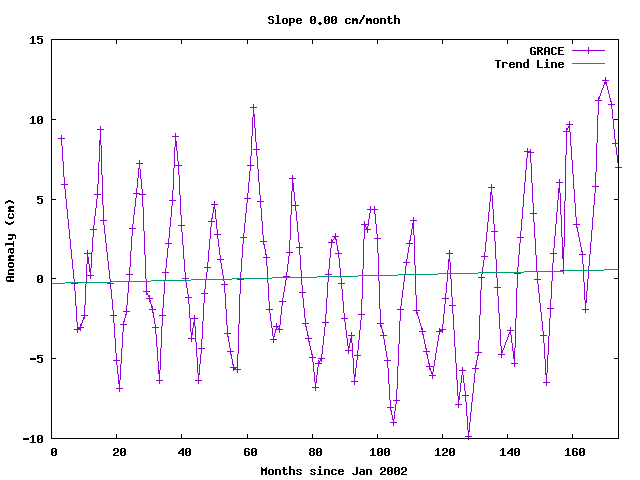 Slope 0.00 cm/month
15
10
5
0
-5
-10
Anomaly (cm)
GRACE
Trend Line
0 20 40 60 80 100 120 140 160
Months since Jan 2002